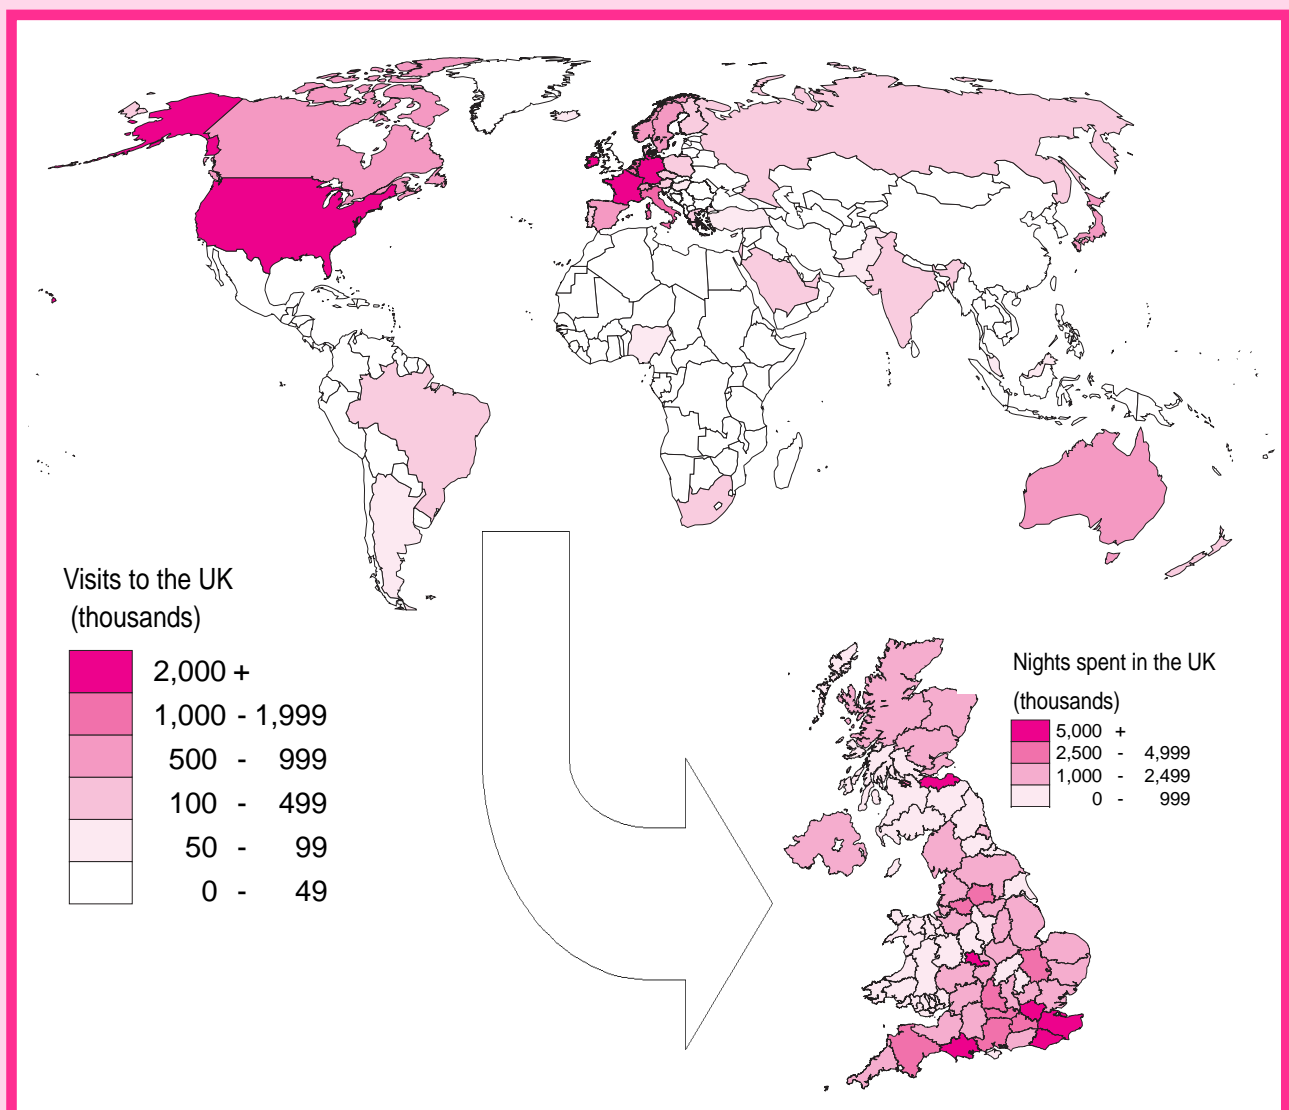 Visits to the UK
(thousands)
2,000 +
1,000 - 1,999
500 - 999
100 - 499
50 - 99
0 - 49
Nights spent in the UK
(thousands)
5,000 +
2,500 - 4,999
1,000 - 2,499
0 - 999